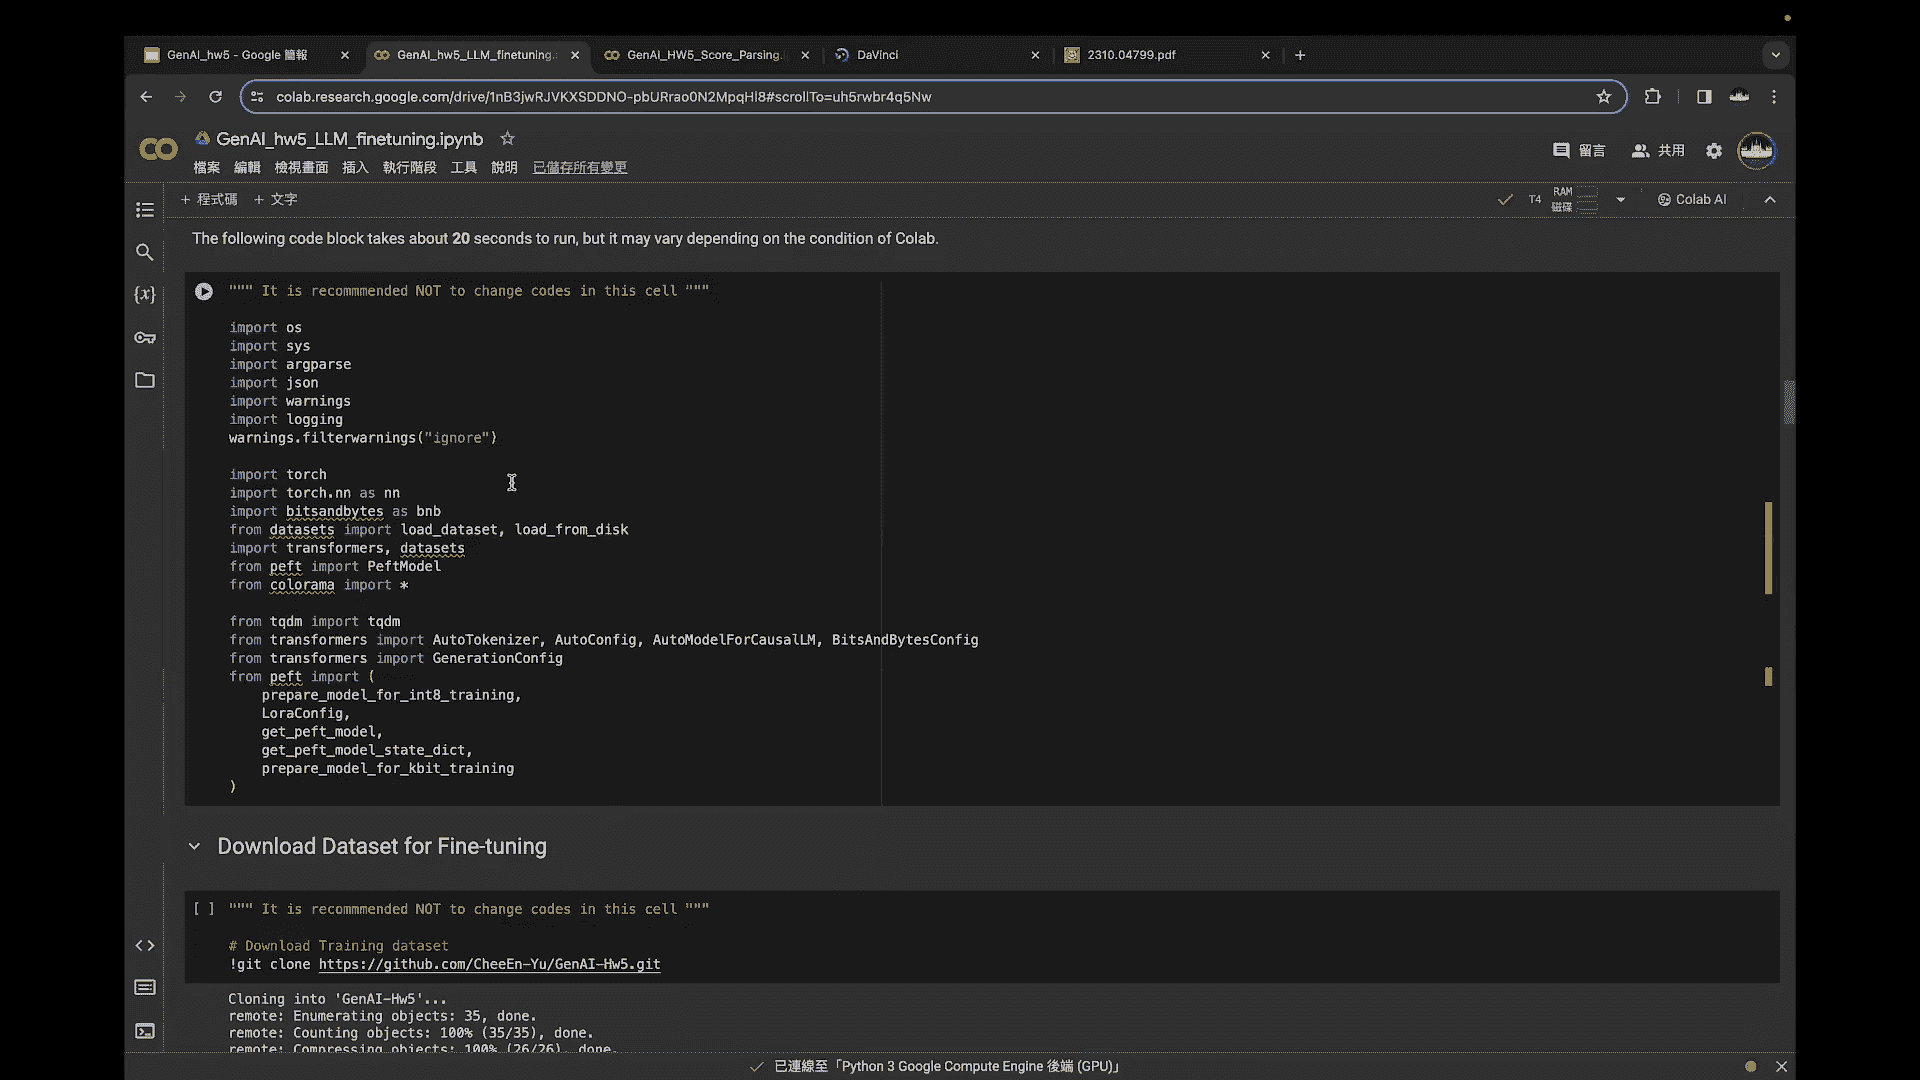 GenAI_hw5 - Google 簡報
GenAI_hw5_LLM_finetuning.
GenAI_HW5_Score_Parsing.
DaVinci
2310.04799.pdf
colab.research.google.com/drive/1nB3jwRJVKXSDDNO-pbURrao0N2MpqHl8#scrollTo=uh5rwbr4q5Nw
GenAI_hw5_LLM_finetuning.ipynb
留言
共用
檔案 編輯 檢視畫面 插入 執行階段 工具 說明 已儲存所有變更
+ 程式碼 + 文字
T4
RAM
磁碟
Colab AI
The following code block takes about 20 seconds to run, but it may vary depending on the condition of Colab.
""" It is recommmended NOT to change codes in this cell """
import os
import sys
import argparse
import json
import warnings
import logging
warnings.filterwarnings("ignore")
import torch
import torch.nn as nn
import bitsandbytes as bnb
from datasets import load_dataset, load_from_disk
import transformers, datasets
from peft import PeftModel
from colorama import *
from tqdm import tqdm
from transformers import AutoTokenizer, AutoConfig, AutoModelForCausalLM, BitsAndBytesConfig
from transformers import GenerationConfig
from peft import (
    prepare_model_for_int8_training,
    LoraConfig,
    get_peft_model,
    get_peft_model_state_dict,
    prepare_model_for_kbit_training
)
Download Dataset for Fine-tuning
[ ] """ It is recommmended NOT to change codes in this cell """
# Download Training dataset
!git clone https://github.com/CheeEn-Yu/GenAI-Hw5.git
Cloning into 'GenAI-Hw5'...
remote: Enumerating objects: 35, done.
remote: Counting objects: 100% (35/35), done.
remote: Compressing objects: 100% (26/26), done.
已連線至「Python 3 Google Compute Engine 後端 (GPU)」